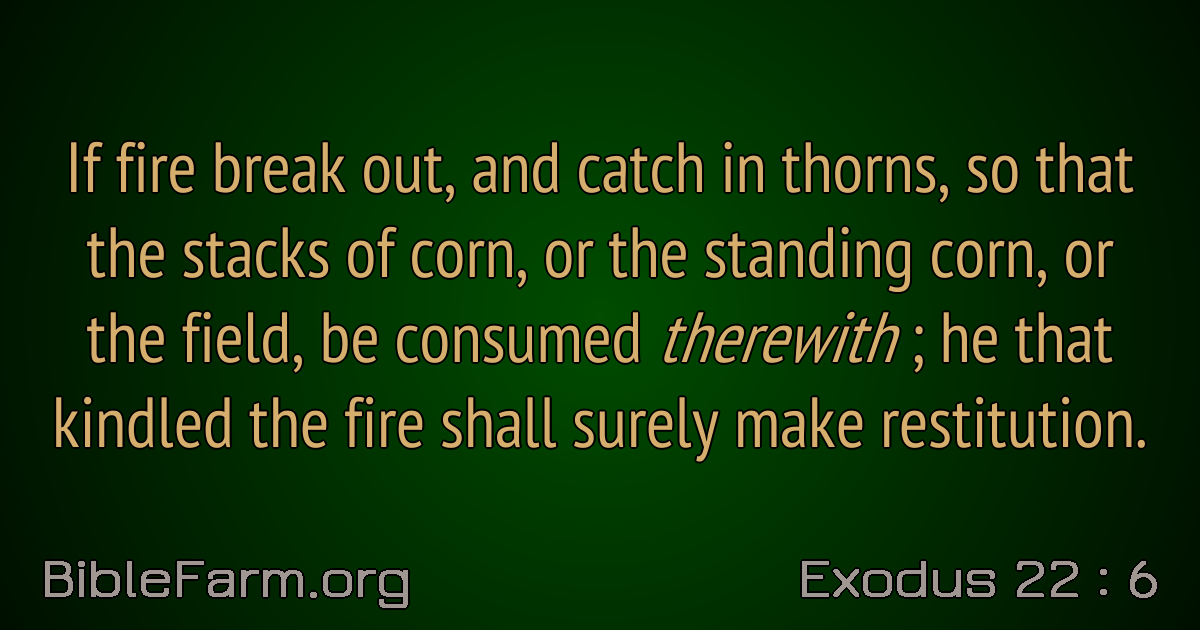 If fire break out, and catch in thorns, so that
the stacks of corn, or the standing corn, or
the field, be consumed therewith ; he that
kindled the fire shall surely make restitution.
BibleFarm.org
Exodus 22 : 6